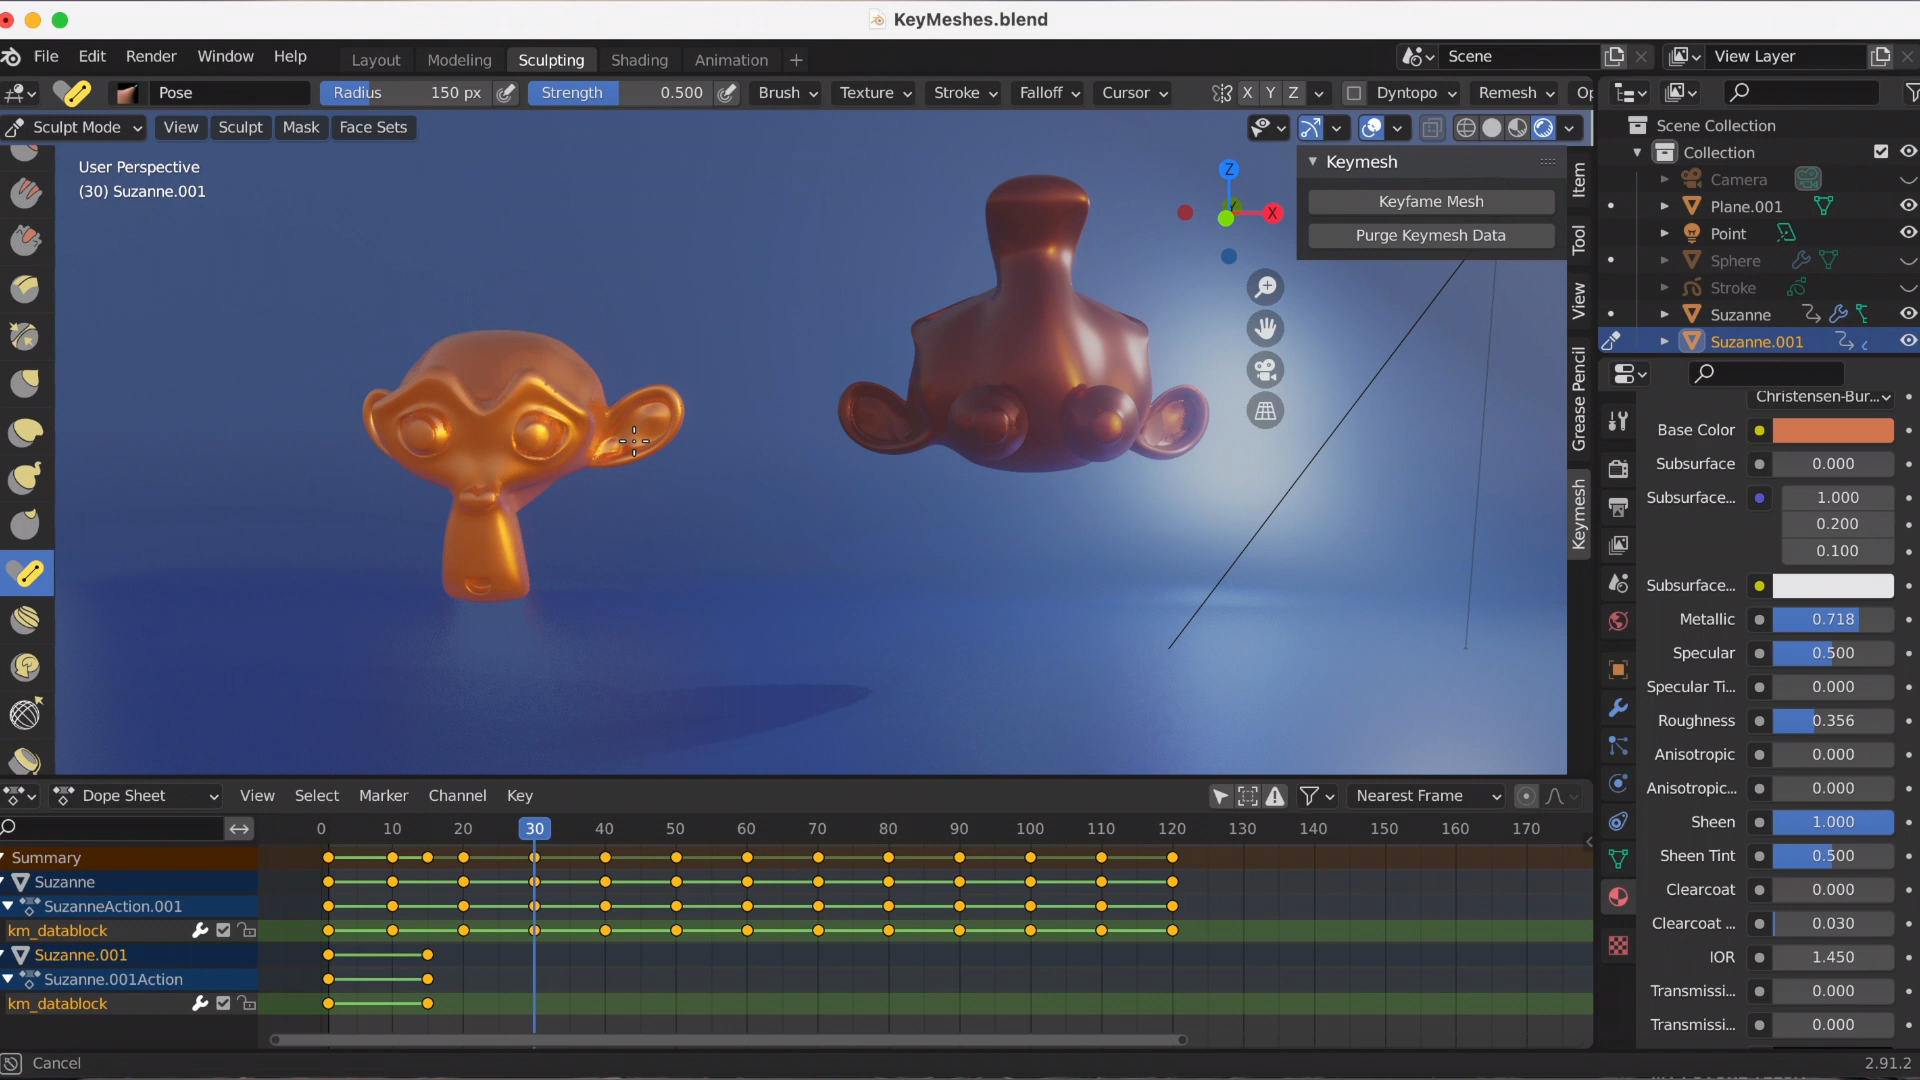 KeyMeshes.blend
File Edit Render Window Help Layout Modeling Sculpting Shading Animation + Scene View Layer
Pose Radius 150 px Strength 0.500 Brush Texture Stroke Falloff Cursor X Y Z Dyntopo Remesh Op
Sculpt Mode View Sculpt Mask Face Sets
User Perspective
(30) Suzanne.001
Z
Y
X
Keymesh
Keyfame Mesh
Purge Keymesh Data
Item
Tool
View
Grease Pencil
Keymesh
Scene Collection
Collection
Camera
Plane.001
Point
Sphere
Stroke
Suzanne
Suzanne.001
Christensen-Bur...
Base Color
Subsurface 0.000
Subsurface... 1.000
0.200
0.100
Subsurface...
Metallic 0.718
Specular 0.500
Specular Ti... 0.000
Roughness 0.356
Anisotropic 0.000
Anisotropic... 0.000
Sheen 1.000
Sheen Tint 0.500
Clearcoat 0.000
Clearcoat ... 0.030
IOR 1.450
Transmissi... 0.000
Transmissi... 0.000
Dope Sheet View Select Marker Channel Key Nearest Frame
0 10 20 30 40 50 60 70 80 90 100 110 120 130 140 150 160 170
Summary
Suzanne
SuzanneAction.001
km_datablock
Suzanne.001
Suzanne.001Action
km_datablock
Cancel 2.91.2